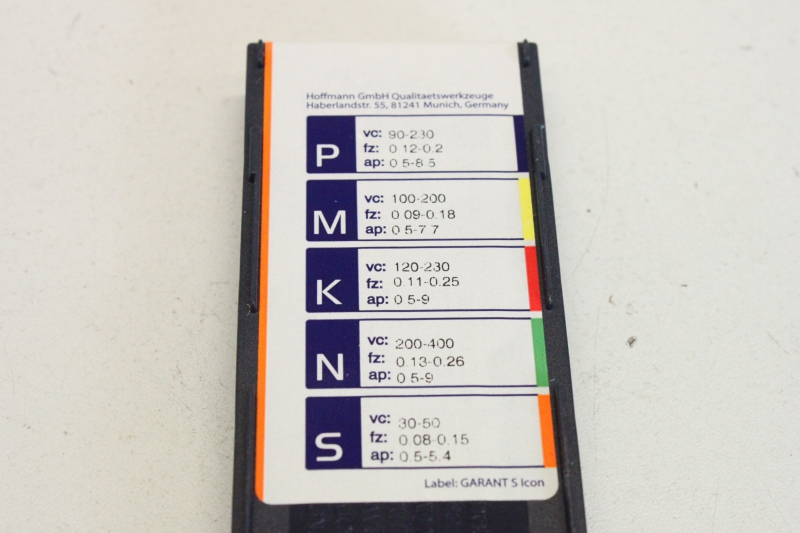 Hoffmann GmbH Qualitaetswerkzeuge
Haberlandstr. 55, 81241 Munich, Germany
P
vc: 90-230
fz: 0.12-0.2
ap: 0.5-8.5
M
vc: 100-200
fz: 0.09-0.18
ap: 0.5-7.7
K
vc: 120-230
fz: 0.11-0.25
ap: 0.5-9
N
vc: 200-400
fz: 0.13-0.26
ap: 0.5-9
S
vc: 30-50
fz: 0.08-0.15
ap: 0.5-5.4
Label: GARANT S Icon